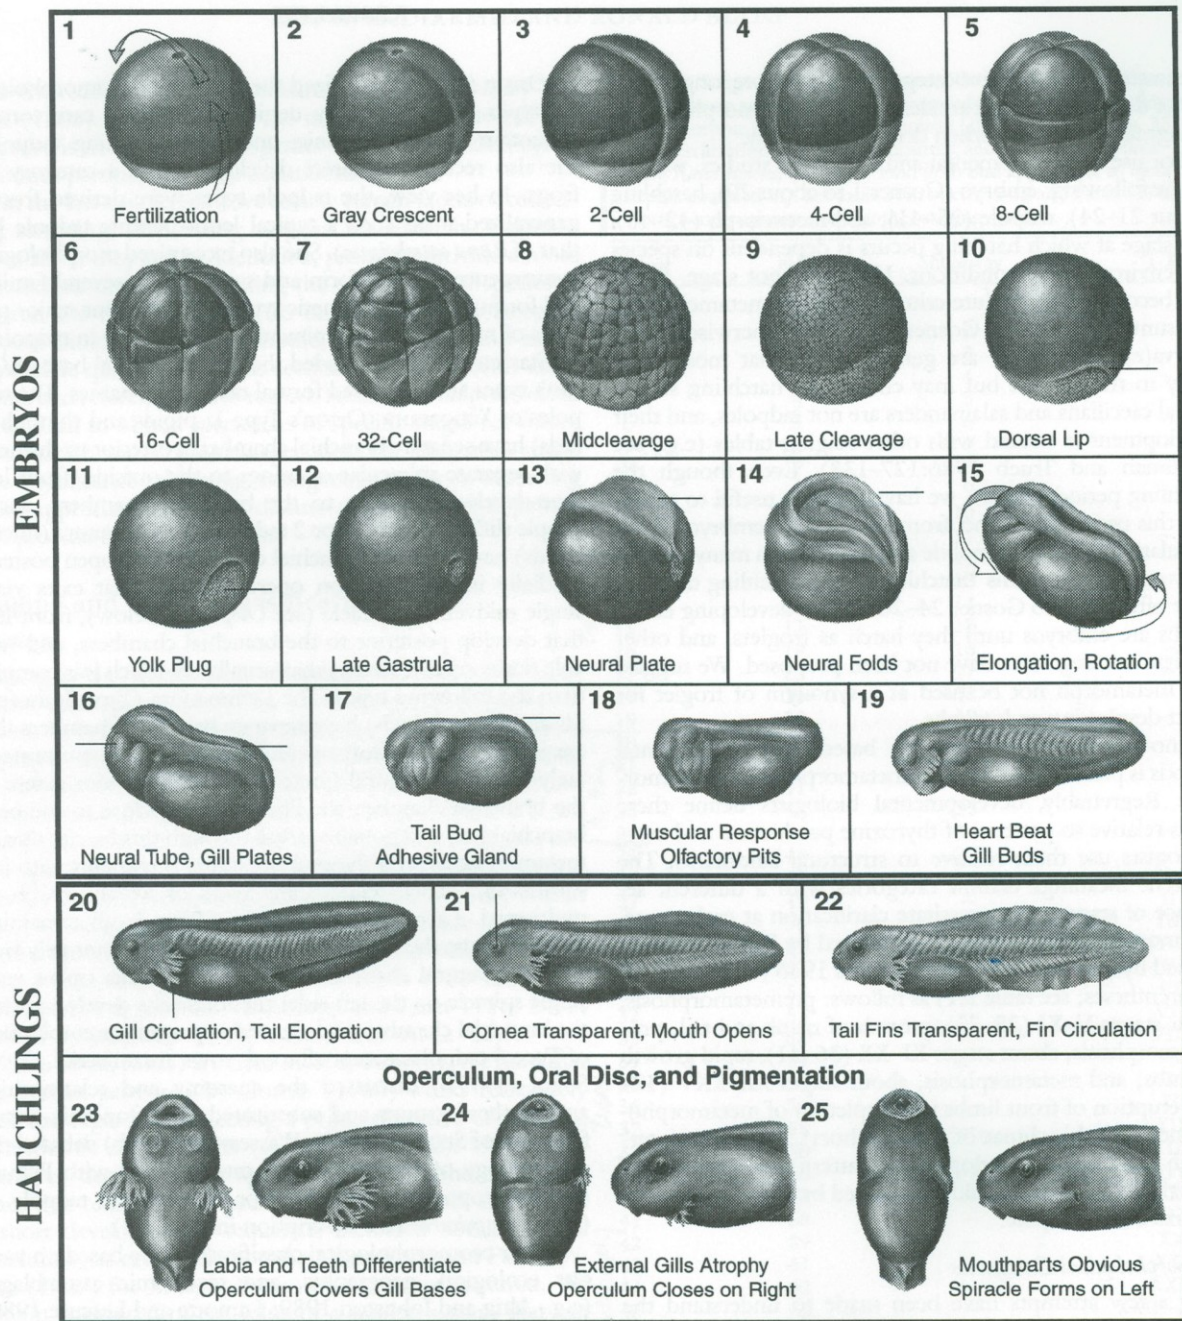 EMBRYOS
1
Fertilization
2
Gray Crescent
3
2-Cell
4
4-Cell
5
8-Cell
6
16-Cell
7
32-Cell
8
Midcleavage
9
Late Cleavage
10
Dorsal Lip
11
Yolk Plug
12
Late Gastrula
13
Neural Plate
14
Neural Folds
15
Elongation, Rotation
16
Neural Tube, Gill Plates
17
Tail Bud
Adhesive Gland
18
Muscular Response
Olfactory Pits
19
Heart Beat
Gill Buds
HATCHLINGS
20
Gill Circulation, Tail Elongation
21
Cornea Transparent, Mouth Opens
22
Tail Fins Transparent, Fin Circulation
Operculum, Oral Disc, and Pigmentation
23
Labia and Teeth Differentiate
Operculum Covers Gill Bases
24
External Gills Atrophy
Operculum Closes on Right
25
Mouthparts Obvious
Spiracle Forms on Left